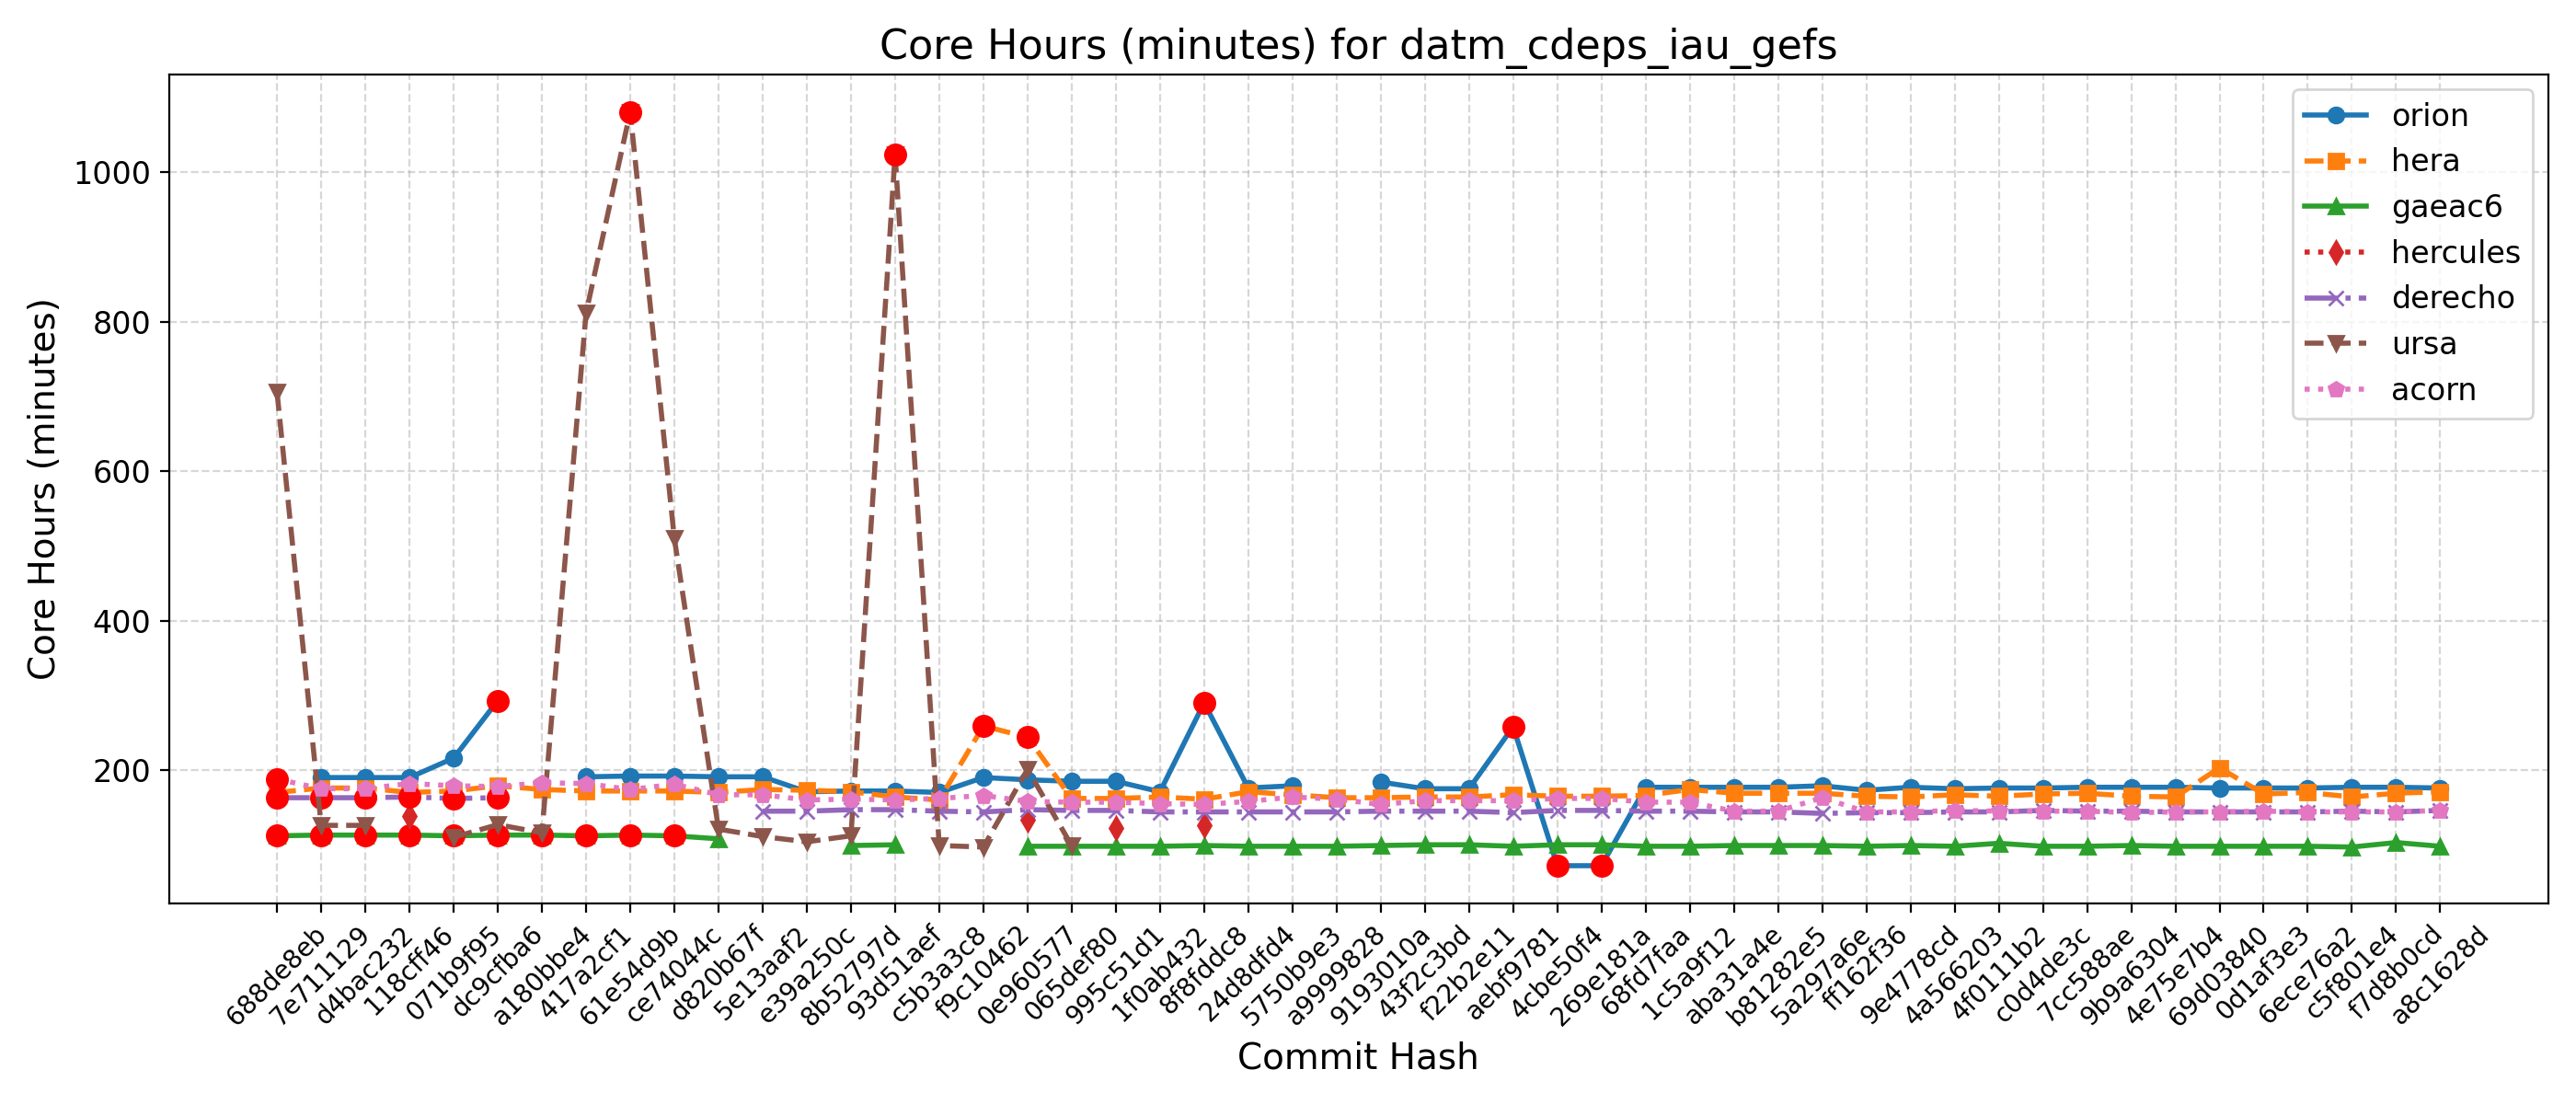 Core Hours (minutes) for datm_cdeps_iau_gefs
Core Hours (minutes)
1000
800
600
400
200
orion
hera
gaeac6
hercules
derecho
ursa
acorn
688de8eb
7e711129
d4bac232
118cff46
071b9f95
dc9cfba6
a180bbe4
417a2cf1
61e54d9b
ce74044c
d820b67f
5e13aaf2
e39a250c
8b52797d
93d51aef
c5b3a3c8
f9c10462
0e960577
065def80
995c51d1
1f0ab432
8f8fddc8
24d8dfd4
5750b9e3
a9999828
9193010a
43f2c3bd
f22b2e11
aebf9781
4cbe50f4
269e181a
68fd7faa
1c5a9f12
aba31a4e
b81282e5
5a297a6e
ff162f36
9e4778cd
4a566203
4f0111b2
c0d4de3c
7cc588ae
9b9a6304
4e75e7b4
69d03840
0d1af3e3
6ece76a2
c5f801e4
f7d8b0cd
a8c1628d
Commit Hash